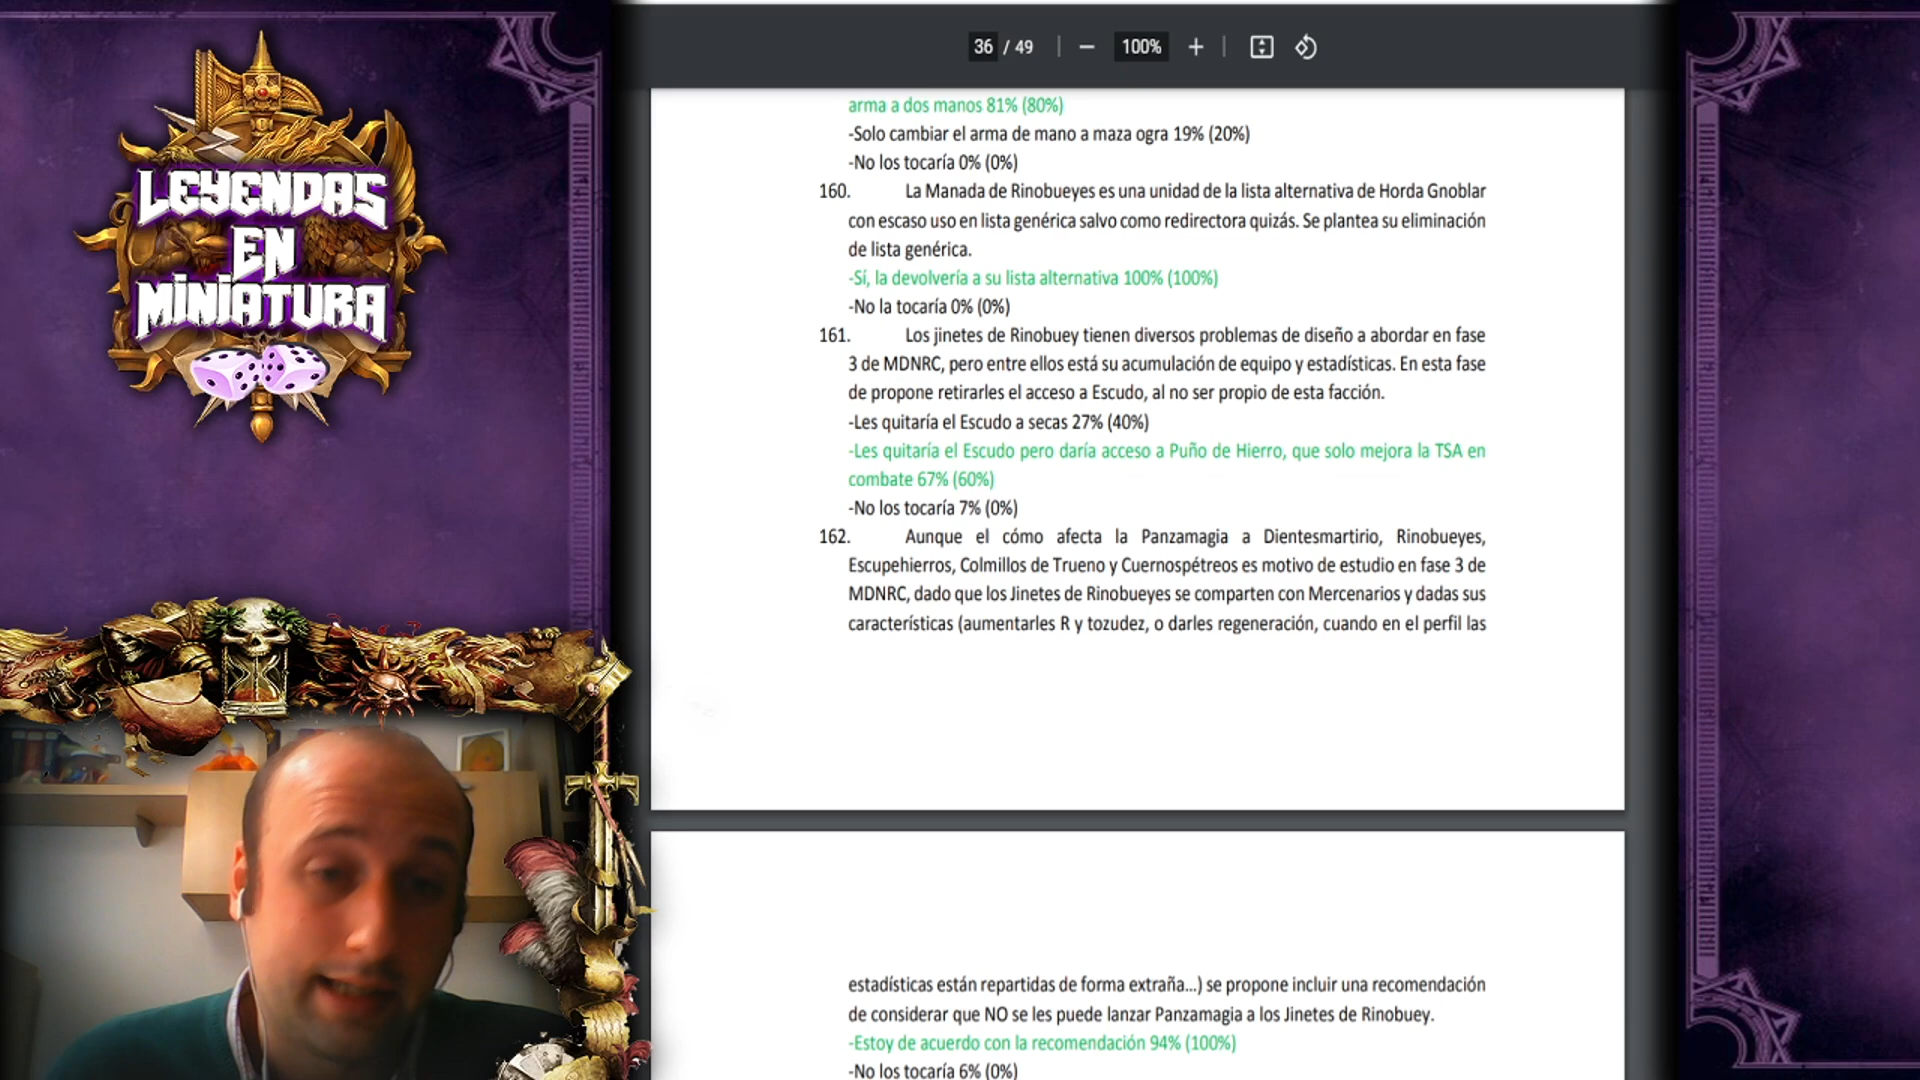 LEYENDAS
EN
MINIATURA
36 / 49
100%
arma a dos manos 81% (80%)
-Solo cambiar el arma de mano a maza ogra 19% (20%)
-No los tocaría 0% (0%)
160. La Manada de Rinobueyes es una unidad de la lista alternativa de Horda Gnoblar
con escaso uso en lista genérica salvo como redirectora quizás. Se plantea su eliminación
de lista genérica.
-Sí, la devolvería a su lista alternativa 100% (100%)
-No la tocaría 0% (0%)
161. Los jinetes de Rinobuey tienen diversos problemas de diseño a abordar en fase
3 de MDNRC, pero entre ellos está su acumulación de equipo y estadísticas. En esta fase
de propone retirarles el acceso a Escudo, al no ser propio de esta facción.
-Les quitaría el Escudo a secas 27% (40%)
-Les quitaría el Escudo pero daría acceso a Puño de Hierro, que solo mejora la TSA en
combate 67% (60%)
-No los tocaría 7% (0%)
162. Aunque el cómo afecta la Panzamagia a Dientesmartirio, Rinobueyes,
Escupehierros, Colmillos de Trueno y Cuernospétreos es motivo de estudio en fase 3 de
MDNRC, dado que los Jinetes de Rinobueyes se comparten con Mercenarios y dadas sus
características (aumentarles R y tozudez, o darles regeneración, cuando en el perfil las
estadísticas están repartidas de forma extraña...) se propone incluir una recomendación
de considerar que NO se les puede lanzar Panzamagia a los Jinetes de Rinobuey.
-Estoy de acuerdo con la recomendación 94% (100%)
-No los tocaría 6% (0%)